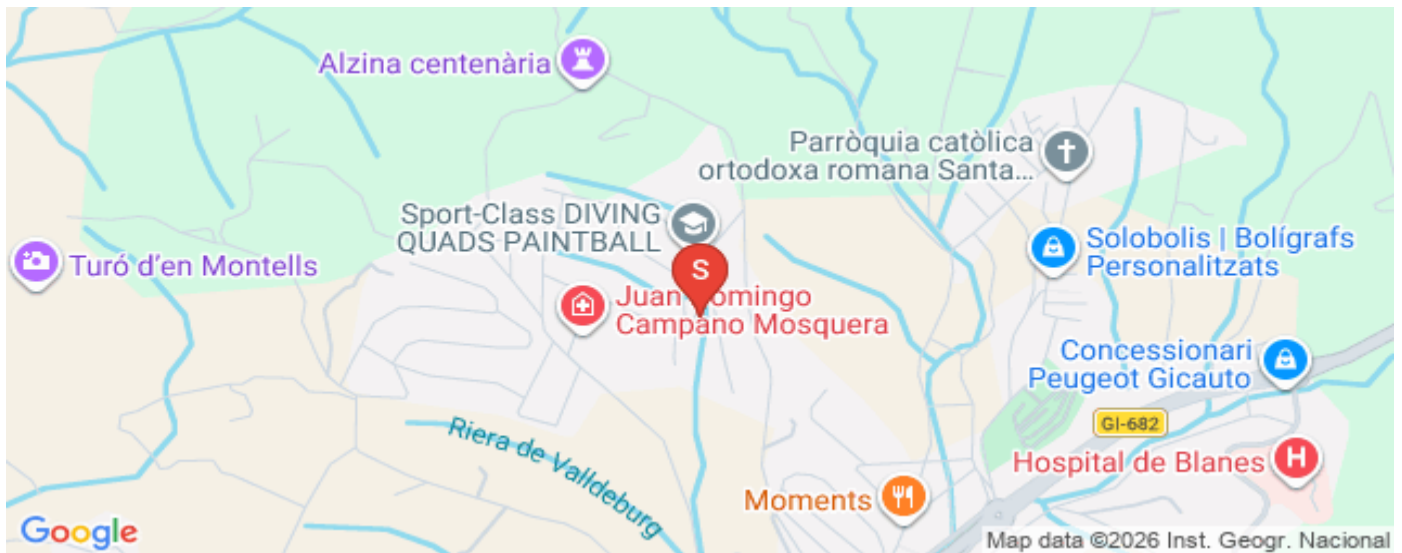 Alzina centenària
Parròquia catòlica
ortodoxa romana Santa...
Sport-Class DIVING
QUADS PAINTBALL
Solobolis | Bolígrafs
Personalitzats
Turó d'en Montells
S
Juan Domingo
Campano Mosquera
Concessionari
Peugeot Gicauto
GI-682
Riera de Valldeburg
Hospital de Blanes
H
Moments
Google
Map data ©2026 Inst. Geogr. Nacional